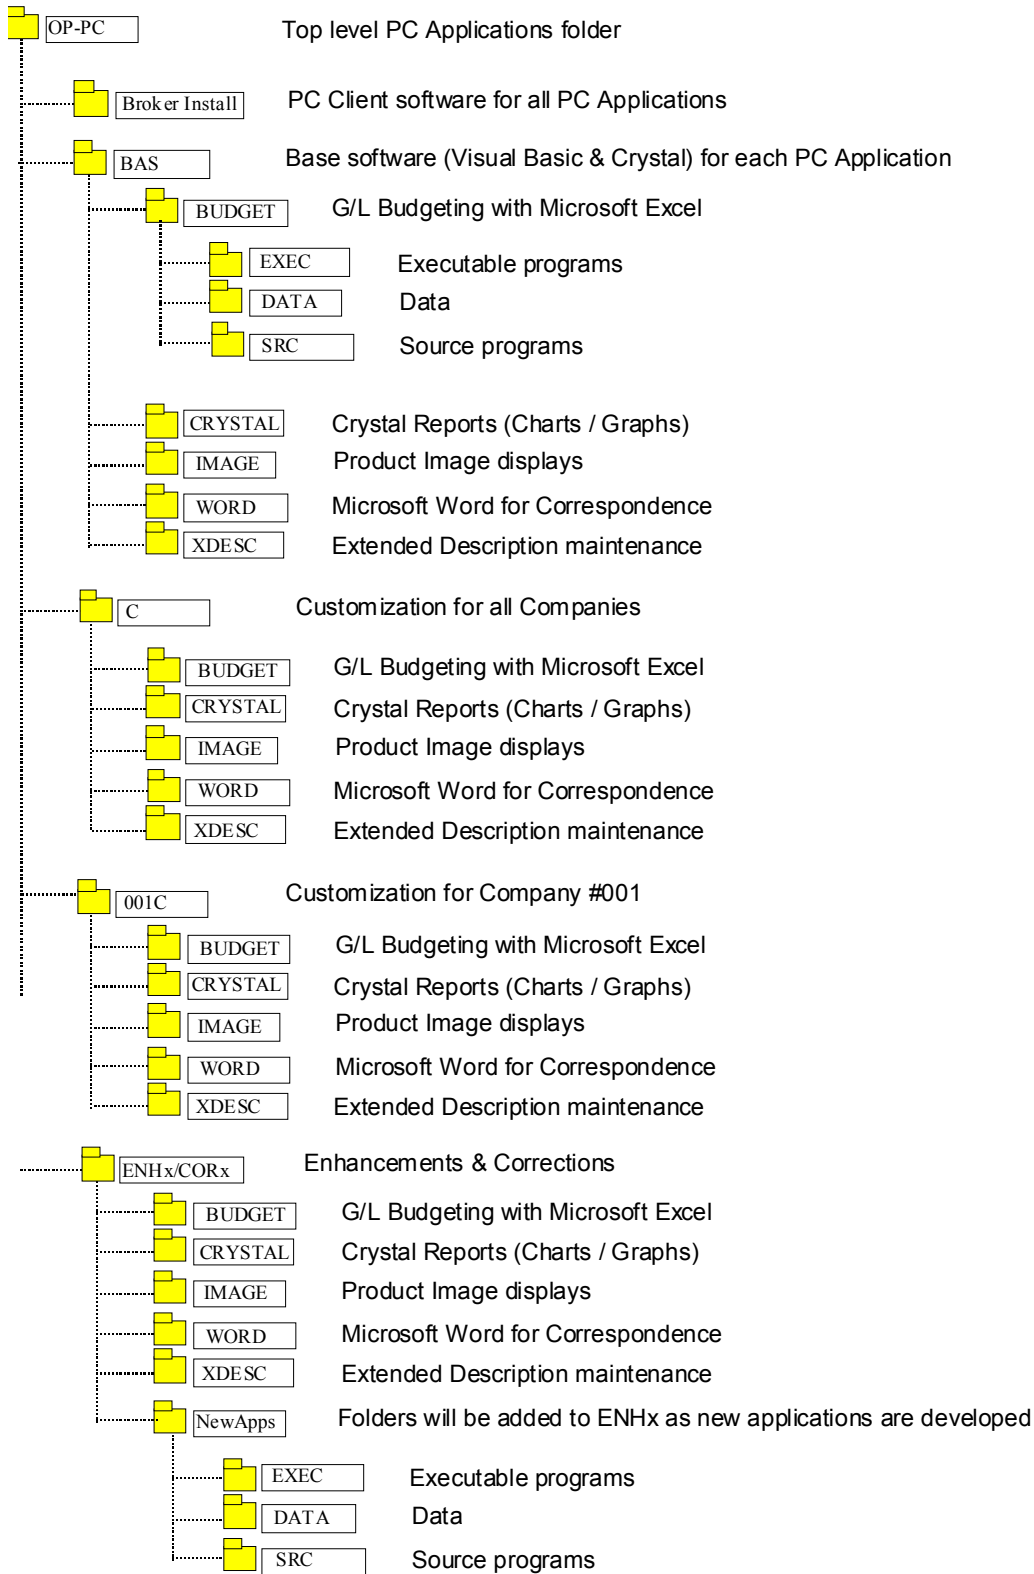 OP-PC Top level PC Applications folder
Broker Install PC Client software for all PC Applications
BAS Base software (Visual Basic & Crystal) for each PC Application
BUDGET G/L Budgeting with Microsoft Excel
EXEC Executable programs
DATA Data
SRC Source programs
CRYSTAL Crystal Reports (Charts / Graphs)
IMAGE Product Image displays
WORD Microsoft Word for Correspondence
XDESC Extended Description maintenance
C Customization for all Companies
BUDGET G/L Budgeting with Microsoft Excel
CRYSTAL Crystal Reports (Charts / Graphs)
IMAGE Product Image displays
WORD Microsoft Word for Correspondence
XDESC Extended Description maintenance
001C Customization for Company #001
BUDGET G/L Budgeting with Microsoft Excel
CRYSTAL Crystal Reports (Charts / Graphs)
IMAGE Product Image displays
WORD Microsoft Word for Correspondence
XDESC Extended Description maintenance
ENHx/CORx Enhancements & Corrections
BUDGET G/L Budgeting with Microsoft Excel
CRYSTAL Crystal Reports (Charts / Graphs)
IMAGE Product Image displays
WORD Microsoft Word for Correspondence
XDESC Extended Description maintenance
NewApps Folders will be added to ENHx as new applications are developed
EXEC Executable programs
DATA Data
SRC Source programs